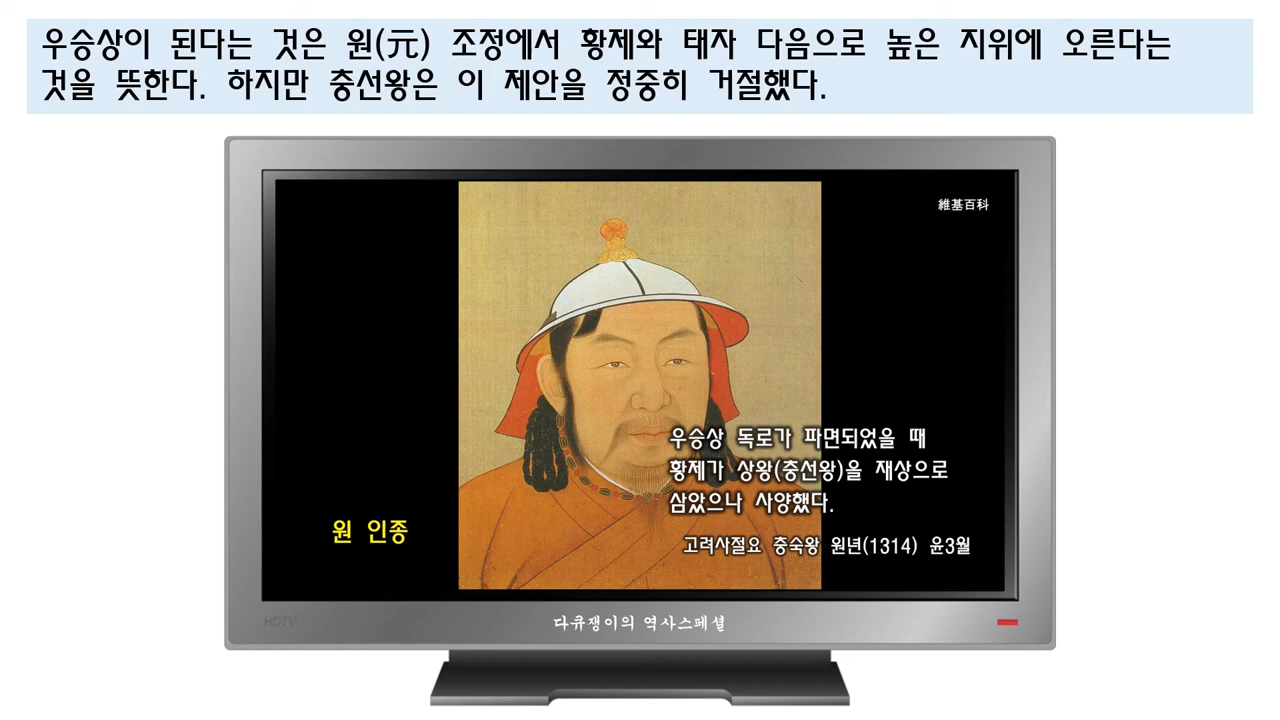 우승상이 된다는 것은 원(元) 조정에서 황제와 태자 다음으로 높은 지위에 오른다는
것을 뜻한다. 하지만 충선왕은 이 제안을 정중히 거절했다.
維基百科
우승상 독로가 파면되었을 때
황제가 상왕(충선왕)을 재상으로
삼았으나 사양했다.
원 인종
고려사절요 충숙왕 원년(1314) 윤3월
HDTV
다큐쟁이의 역사스페셜